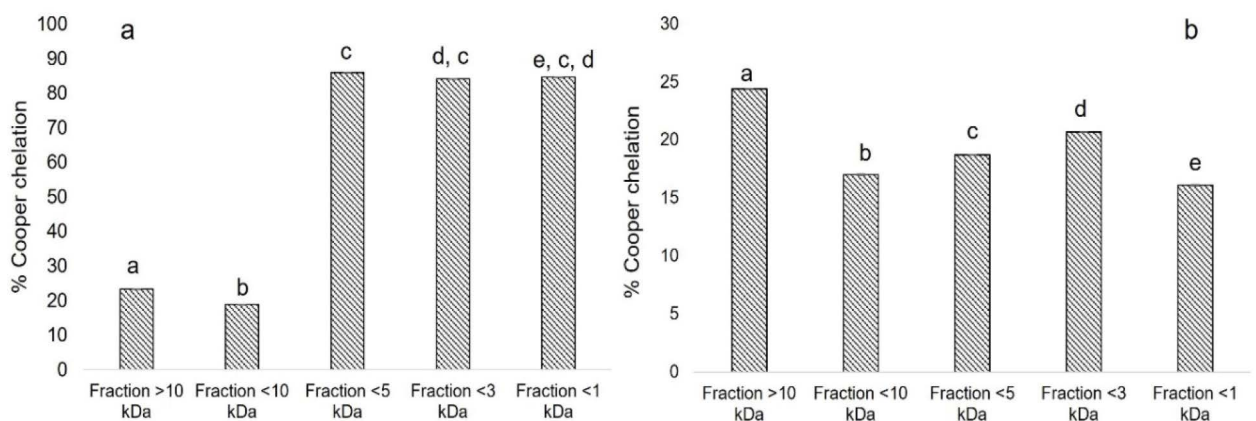 a
% Cooper chelation
100
90
80
70
60
50
40
30
20
10
0
a
b
c
d, c
e, c, d
Fraction >10 kDa
Fraction <10 kDa
Fraction <5 kDa
Fraction <3 kDa
Fraction <1 kDa
b
% Cooper chelation
30
25
20
15
10
5
0
a
b
c
d
e
Fraction >10 kDa
Fraction <10 kDa
Fraction <5 kDa
Fraction <3 kDa
Fraction <1 kDa